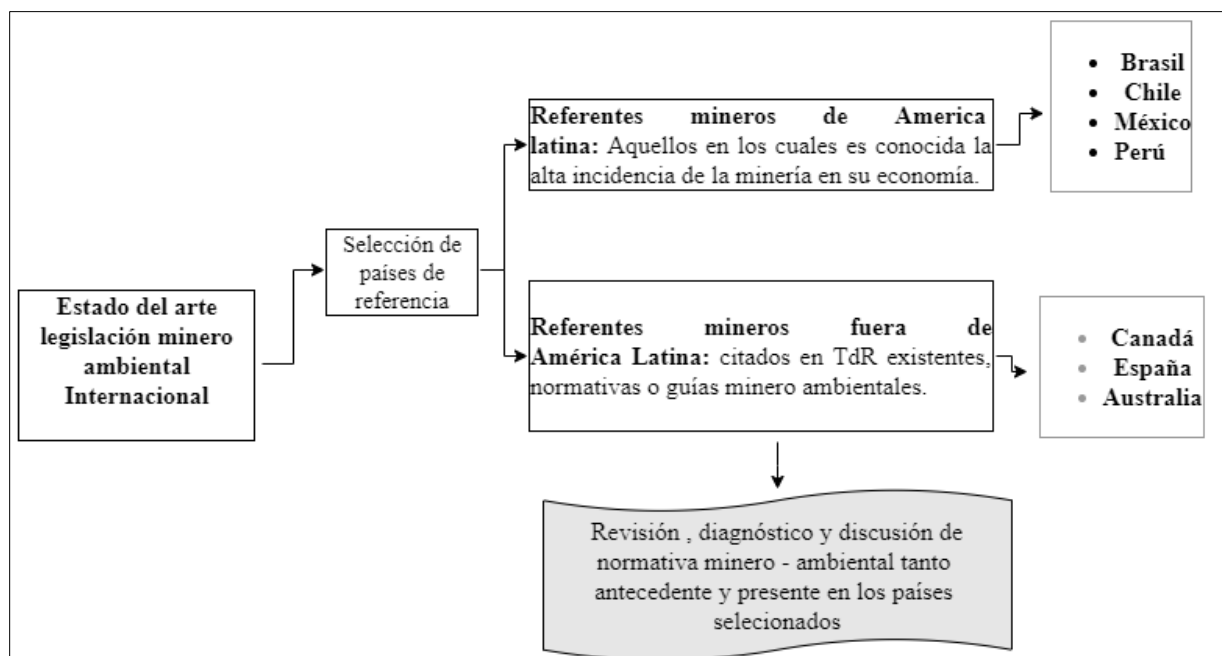 Estado del arte
legislación minero
ambiental
Internacional
Selección de
países de
referencia
Referentes mineros de America
latina: Aquellos en los cuales es conocida la
alta incidencia de la minería en su economía.
• Brasil
• Chile
• México
• Perú
Referentes mineros fuera de
América Latina: citados en TdR existentes,
normativas o guías minero ambientales.
• Canadá
• España
• Australia
Revisión , diagnóstico y discusión de
normativa minero - ambiental tanto
antecedente y presente en los países
selecionados